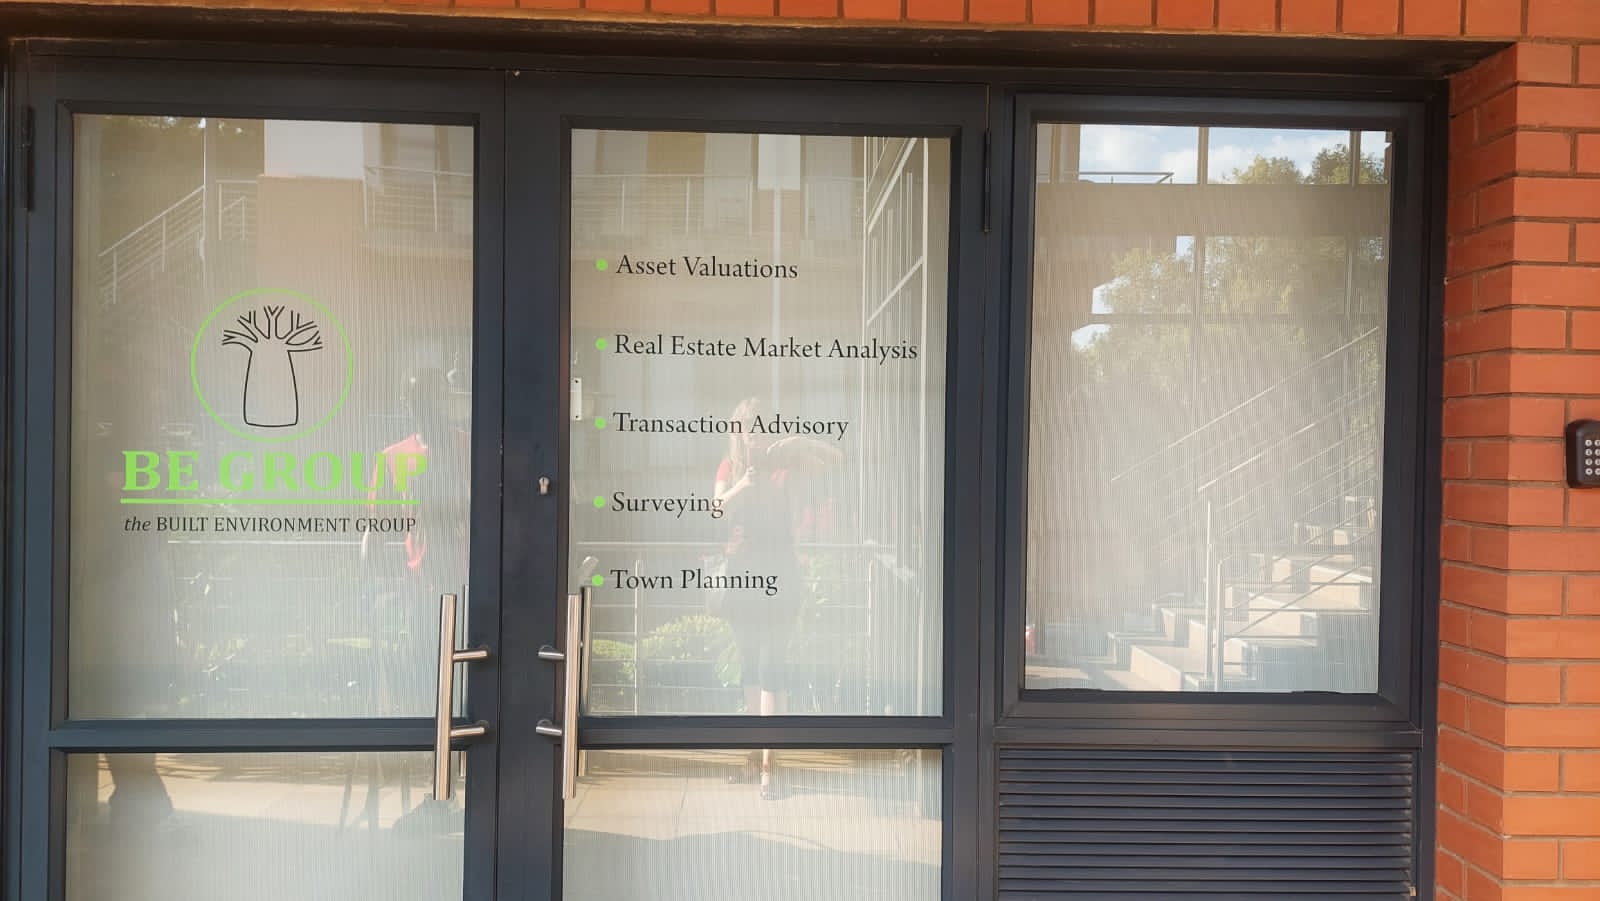 BE GROUP
the BUILT ENVIRONMENT GROUP
Asset Valuations
Real Estate Market Analysis
Transaction Advisory
Surveying
Town Planning